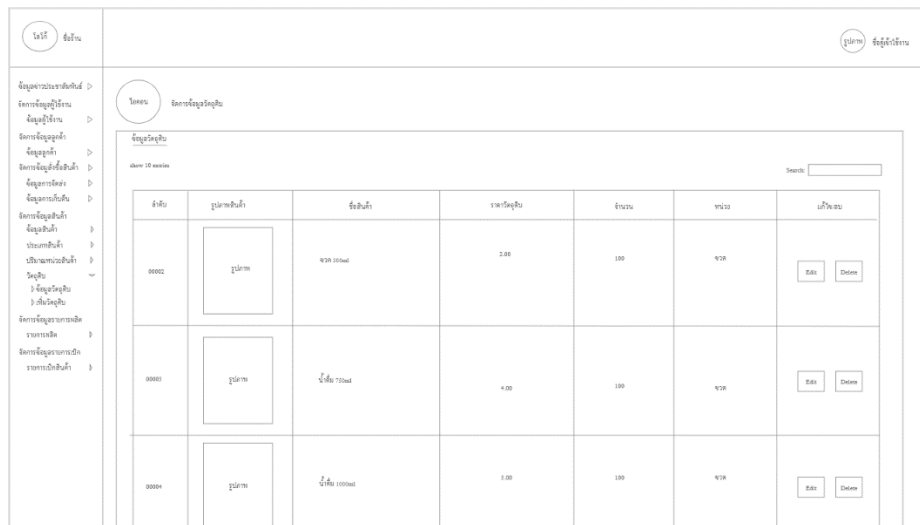 โลโก้ ชื่อร้าน
รูปภาพ ชื่อผู้เข้าใช้งาน
ข้อมูลข่าวประชาสัมพันธ์
จัดการข้อมูลผู้ใช้งาน
ข้อมูลผู้ใช้งาน
จัดการข้อมูลลูกค้า
ข้อมูลลูกค้า
จัดการข้อมูลสั่งซื้อสินค้า
ข้อมูลการจัดส่ง
ข้อมูลการเก็บคืน
จัดการข้อมูลสินค้า
ข้อมูลสินค้า
ประเภทสินค้า
ปริมาณหน่วยสินค้า
วัตถุดิบ
ข้อมูลวัตถุดิบ
เพิ่มวัตถุดิบ
จัดการข้อมูลรายการผลิต
รายการผลิต
จัดการข้อมูลรายการเบิก
รายการเบิกสินค้า
ไอคอน จัดการข้อมูลวัตถุดิบ
ข้อมูลวัตถุดิบ
show 10 entries
Search:
ลำดับ รูปภาพสินค้า ชื่อสินค้า ราคาวัตถุดิบ จำนวน หน่วย แก้ไข/ลบ
00002 รูปภาพ ขวด 500ml 2.00 100 ขวด Edit Delete
00003 รูปภาพ น้ำดื่ม 750ml 4.00 100 ขวด Edit Delete
00004 รูปภาพ น้ำดื่ม 1000ml 5.00 100 ขวด Edit Delete